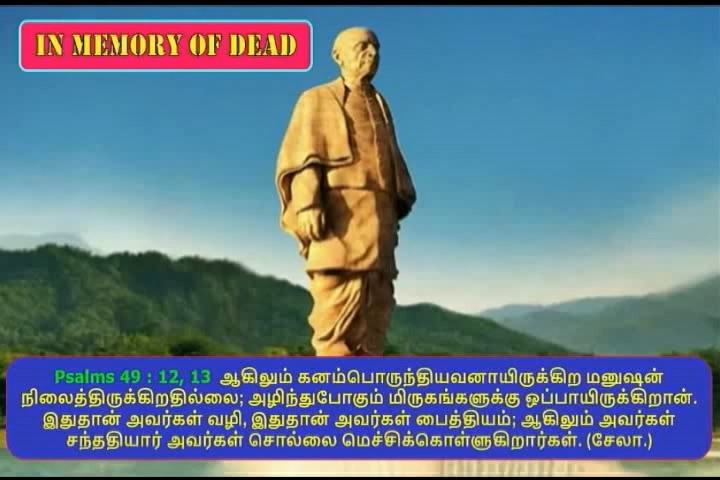 IN MEMORY OF DEAD
Psalms 49 : 12, 13 ஆகிலும் கனம்பொருந்தியவனாயிருக்கிற மனுஷன்
நிலைத்திருக்கிறதில்லை; அழிந்துபோகும் மிருகங்களுக்கு ஒப்பாயிருக்கிறான்.
இதுதான் அவர்கள் வழி, இதுதான் அவர்கள் பைத்தியம்; ஆகிலும் அவர்கள்
சந்ததியார் அவர்கள் சொல்லை மெச்சிக்கொள்ளுகிறார்கள். (சேலா.)